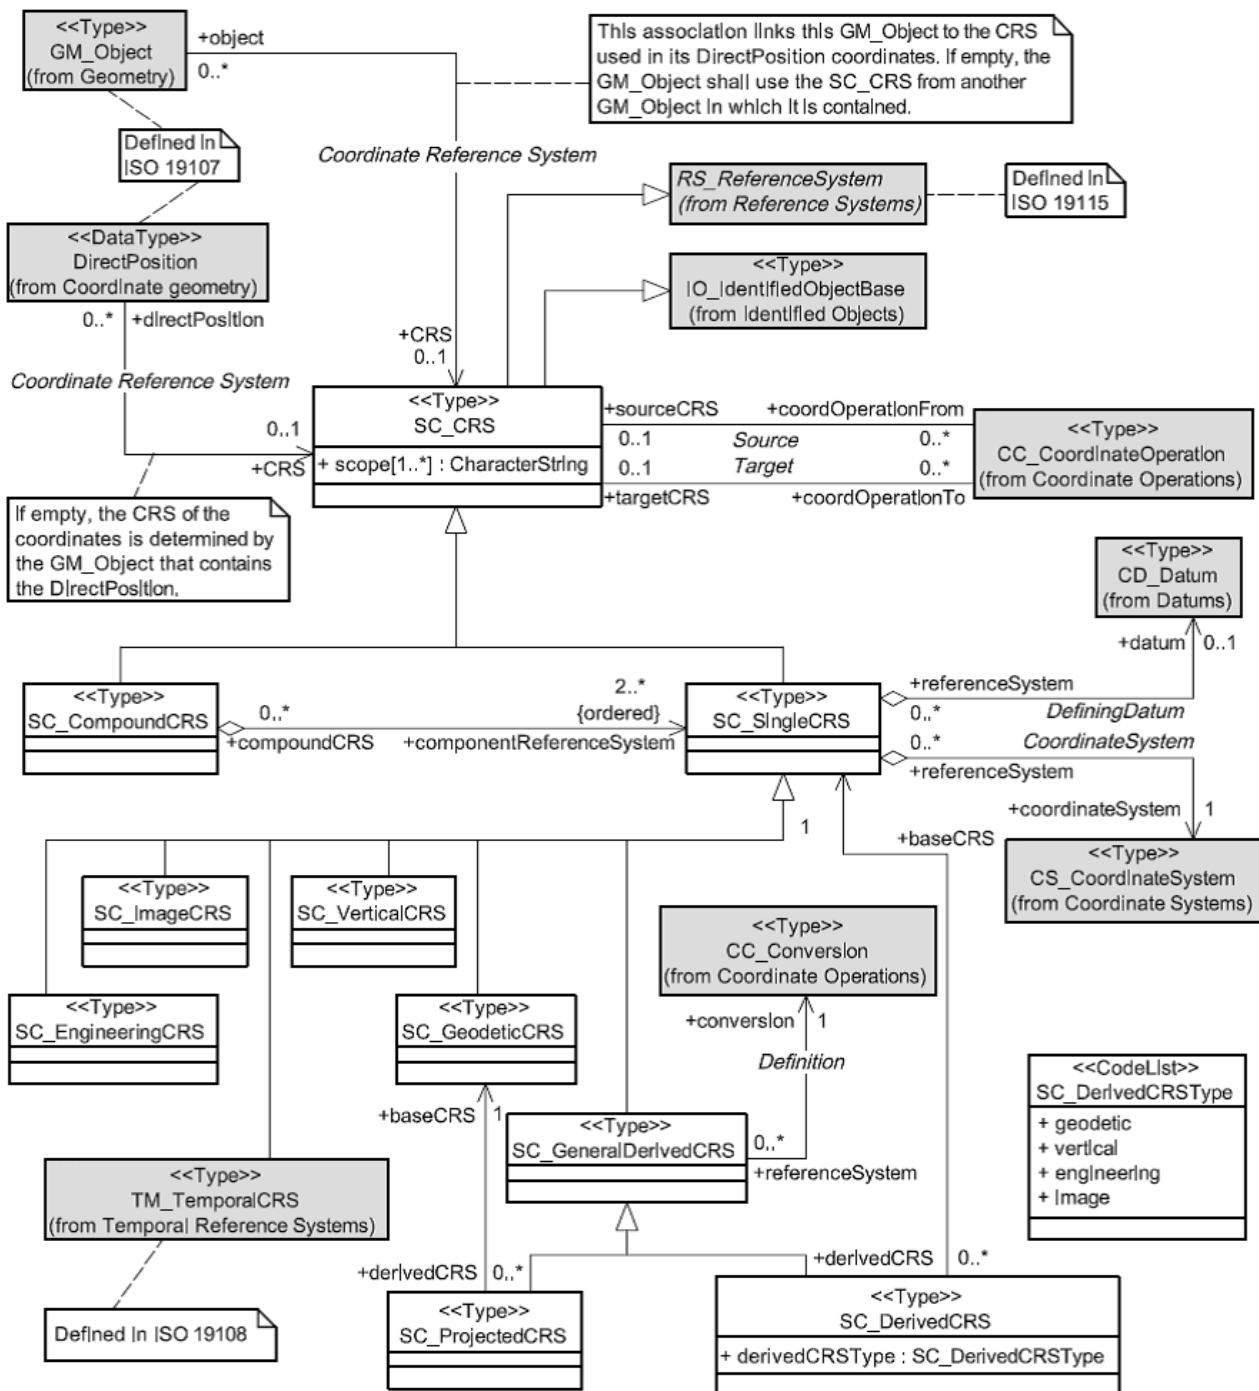 <<Type>>
GM_Object
(from Geometry)
+object
0..*
This association links this GM_Object to the CRS
used in its DirectPosition coordinates. If empty, the
GM_Object shall use the SC_CRS from another
GM_Object in which it is contained.
Defined in
ISO 19107
Coordinate Reference System
RS_ReferenceSystem
(from Reference Systems)
Defined in
ISO 19115
<<DataType>>
DirectPosition
(from Coordinate geometry)
<<Type>>
IO_IdentifiedObjectBase
(from Identified Objects)
0..* +directPosition
+CRS
0..1
Coordinate Reference System
<<Type>>
SC_CRS
+ scope[1..*] : CharacterString
0..1
+CRS
+sourceCRS
+coordOperationFrom
0..1
Source
0..*
0..1
Target
0..*
+targetCRS
+coordOperationTo
<<Type>>
CC_CoordinateOperation
(from Coordinate Operations)
If empty, the CRS of the
coordinates is determined by
the GM_Object that contains
the DirectPosition.
<<Type>>
CD_Datum
(from Datums)
+datum
0..1
<<Type>>
SC_CompoundCRS
0..*
+compoundCRS
2..*
{ordered}
+componentReferenceSystem
<<Type>>
SC_SingleCRS
+referenceSystem
0..*
DefiningDatum
0..*
CoordinateSystem
+referenceSystem
+coordinateSystem
1
1
+baseCRS
<<Type>>
CS_CoordinateSystem
(from Coordinate Systems)
<<Type>>
SC_ImageCRS
<<Type>>
SC_VerticalCRS
<<Type>>
CC_Conversion
(from Coordinate Operations)
<<Type>>
SC_EngineeringCRS
<<Type>>
SC_GeodeticCRS
+conversion
1
Definition
<<CodeList>>
SC_DerivedCRSType
+ geodetic
+ vertical
+ engineering
+ image
+baseCRS
1
<<Type>>
SC_GeneralDerivedCRS
0..*
+referenceSystem
<<Type>>
TM_TemporalCRS
(from Temporal Reference Systems)
+derivedCRS
0..*
+derivedCRS
0..*
Defined in ISO 19108
<<Type>>
SC_ProjectedCRS
<<Type>>
SC_DerivedCRS
+ derivedCRSType : SC_DerivedCRSType